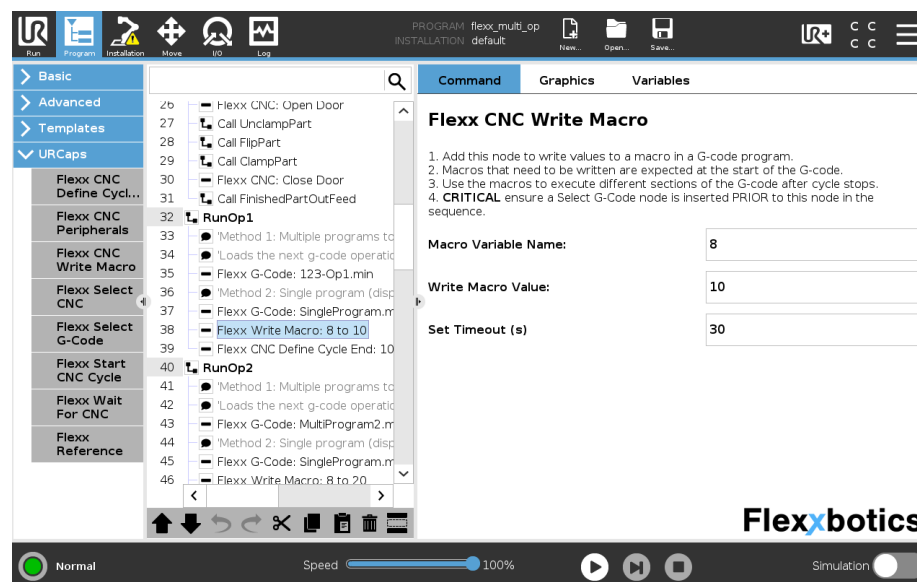 PROGRAM flexx_multi_op
INSTALLATION default
Run
Program
Installation
Move
I/O
Log
New...
Open...
Save...
UR+
C C
C C
Basic
Advanced
Templates
URCaps
Flexx CNC
Define Cycl...
Flexx CNC
Peripherals
Flexx CNC
Write Macro
Flexx Select
CNC
Flexx Select
G-Code
Flexx Start
CNC Cycle
Flexx Wait
For CNC
Flexx
Reference
26 Flexx CNC: Open Door
27 Call UnclampPart
28 Call FlipPart
29 Call ClampPart
30 Flexx CNC: Close Door
31 Call FinishedPartOutFeed
32 RunOp1
33 'Method 1: Multiple programs to
34 'Loads the next g-code operatic
35 Flexx G-Code: 123-Op1.min
36 'Method 2: Single program (disp
37 Flexx G-Code: SingleProgram.m
38 Flexx Write Macro: 8 to 10
39 Flexx CNC Define Cycle End: 10
40 RunOp2
41 'Method 1: Multiple programs to
42 'Loads the next g-code operatic
43 Flexx G-Code: MultiProgram2.m
44 'Method 2: Single program (disp
45 Flexx G-Code: SingleProgram.m
46 Flexx Write Macro: 8 to 20
Command Graphics Variables
Flexx CNC Write Macro
1. Add this node to write values to a macro in a G-code program.
2. Macros that need to be written are expected at the start of the G-code.
3. Use the macros to execute different sections of the G-code after cycle stops.
4. CRITICAL ensure a Select G-Code node is inserted PRIOR to this node in the
sequence.
Macro Variable Name: 8
Write Macro Value: 10
Set Timeout (s) 30
Flexxbotics
Normal
Speed 100%
Simulation